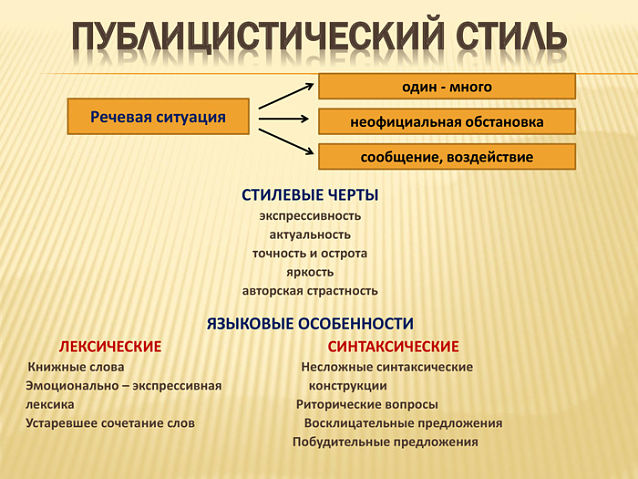 ПУБЛИЦИСТИЧЕСКИЙ СТИЛЬ
Речевая ситуация
один - много
неофициальная обстановка
сообщение, воздействие
СТИЛЕВЫЕ ЧЕРТЫ
экспрессивность
актуальность
точность и острота
яркость
авторская страстность
ЯЗЫКОВЫЕ ОСОБЕННОСТИ
ЛЕКСИЧЕСКИЕ
Книжные слова
Эмоционально – экспрессивная
лексика
Устаревшее сочетание слов
СИНТАКСИЧЕСКИЕ
Несложные синтаксические
конструкции
Риторические вопросы
Восклицательные предложения
Побудительные предложения